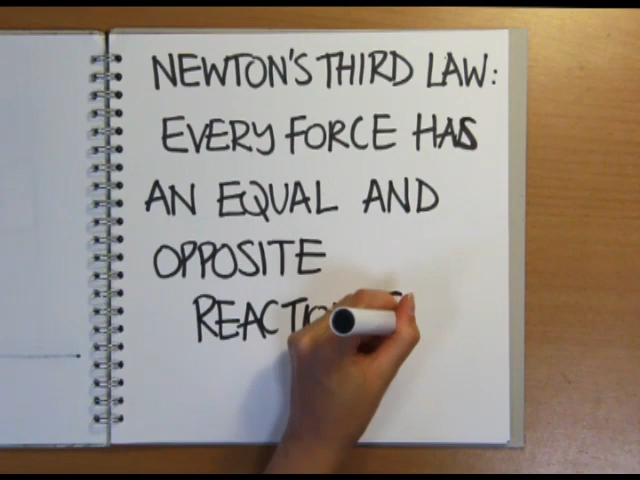 NEWTON'S THIRD LAW:
EVERY FORCE HAS
AN EQUAL AND
OPPOSITE